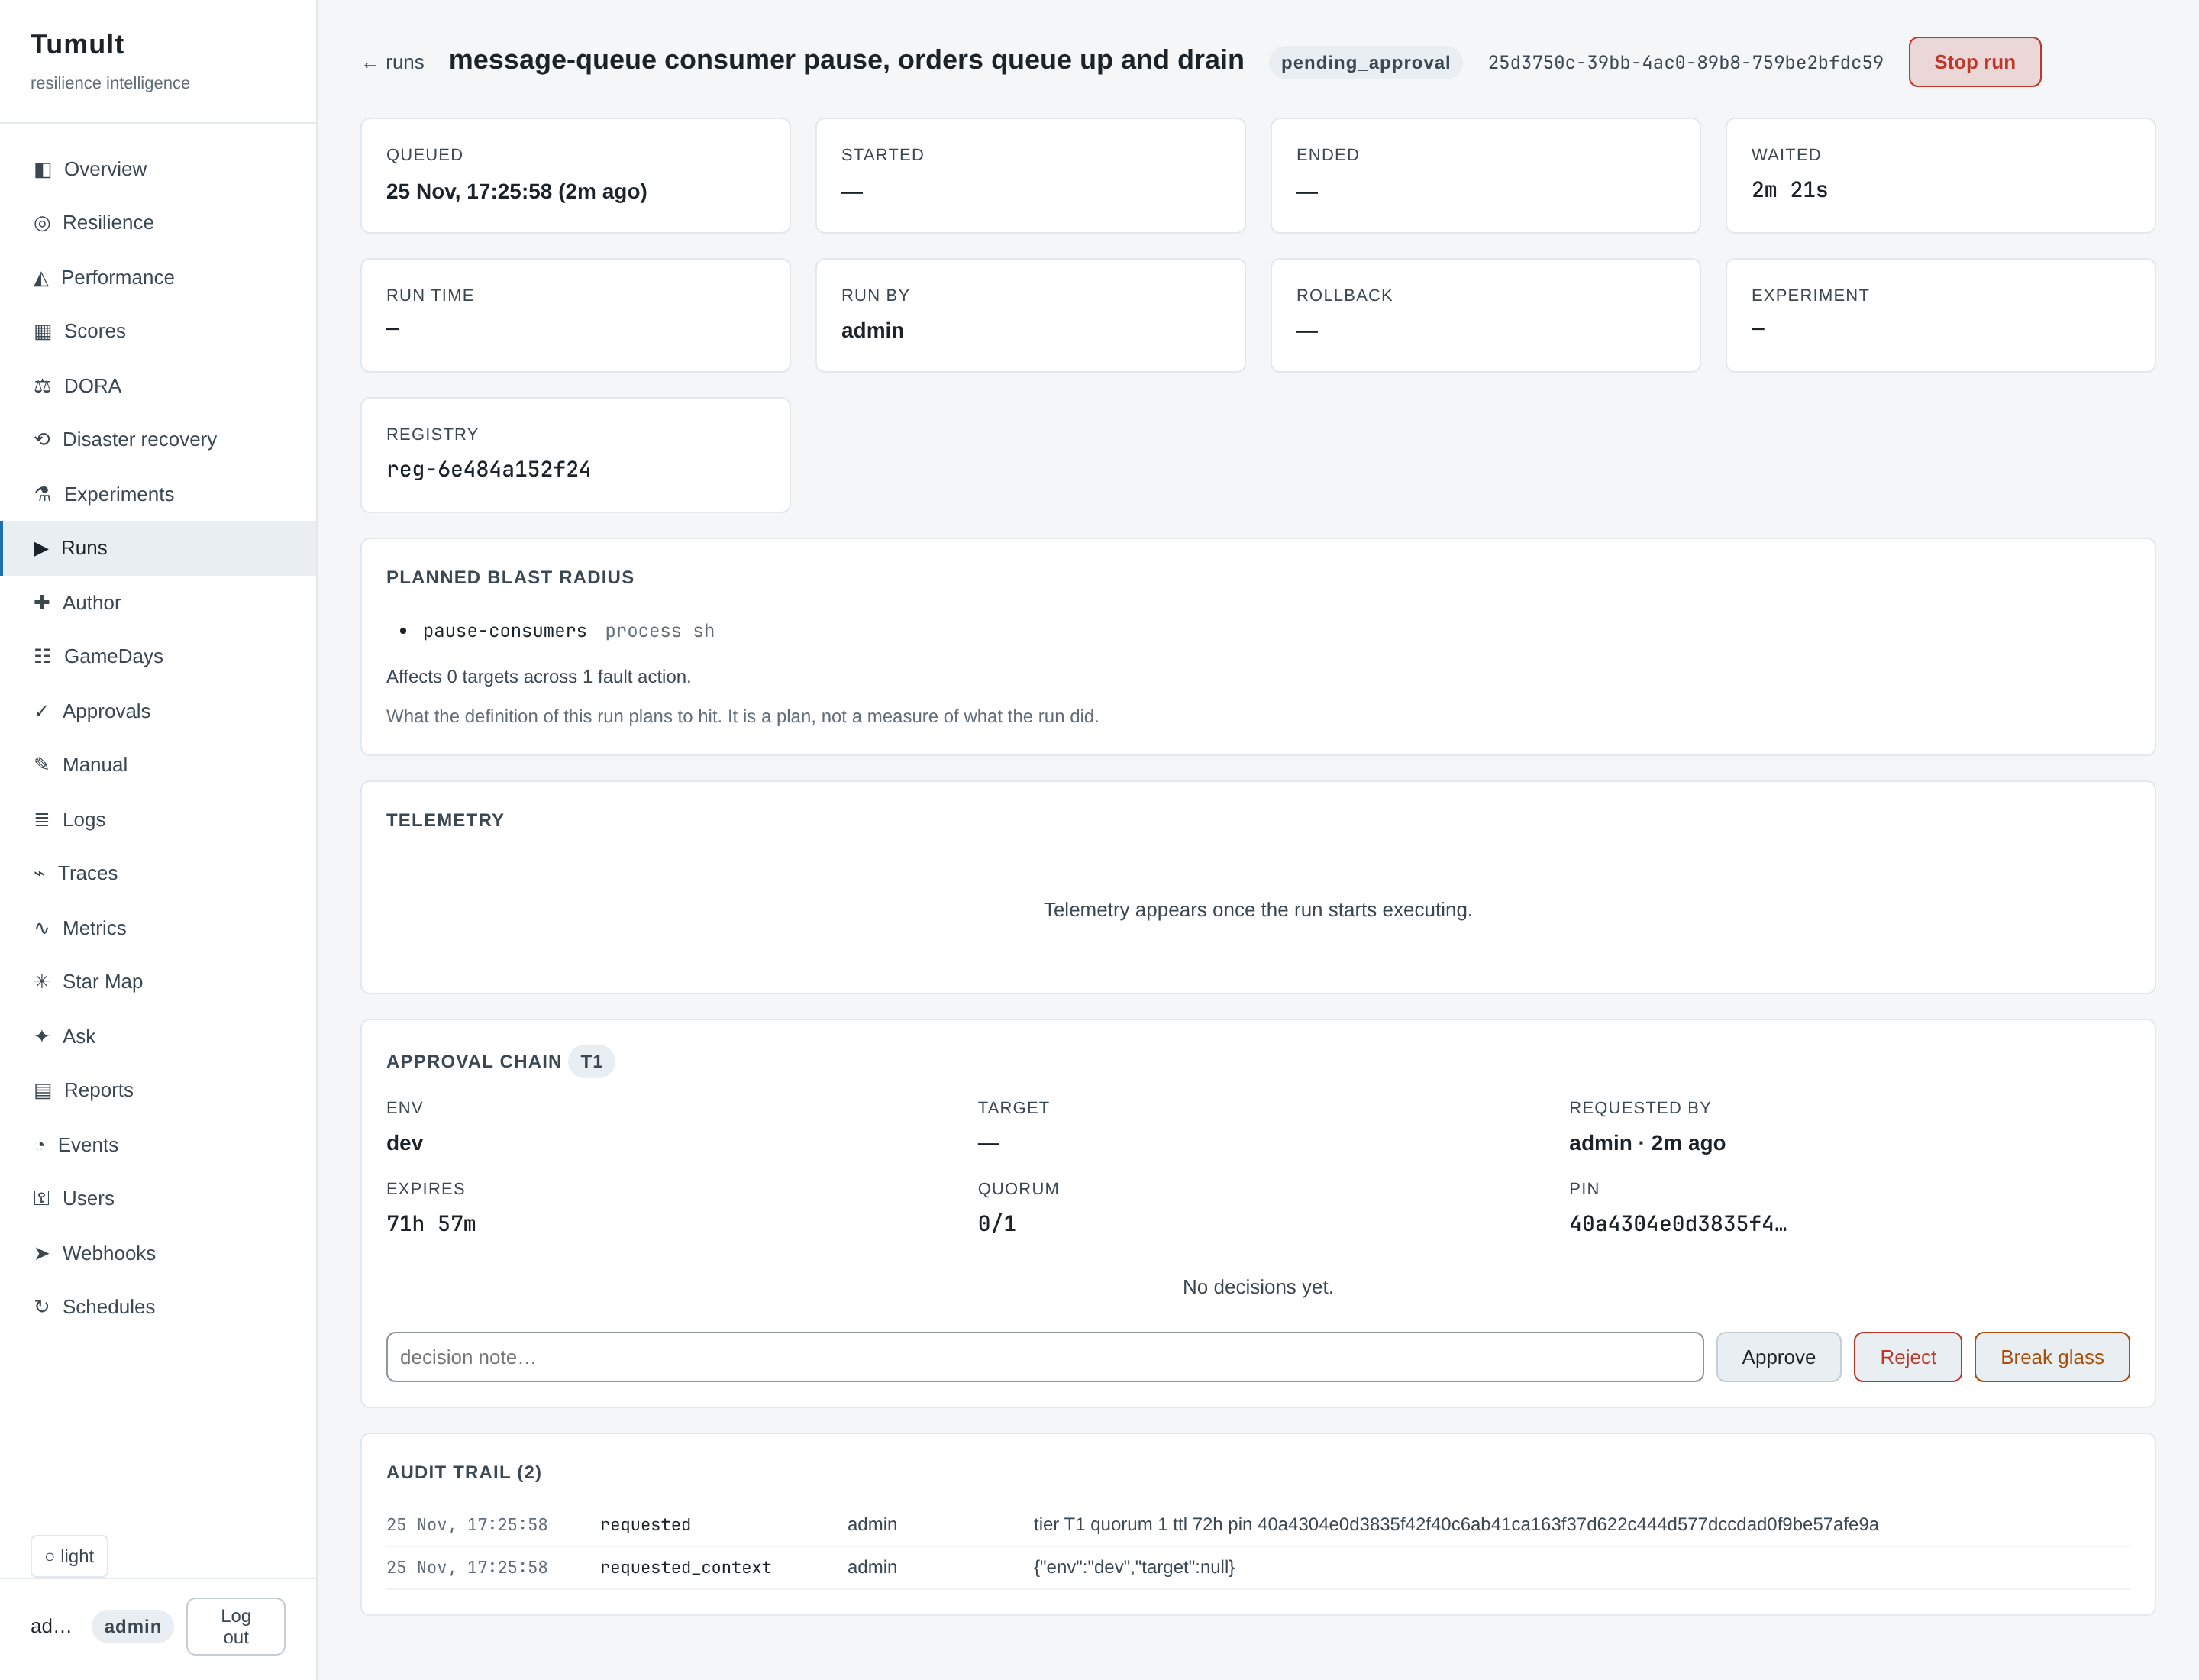 Tumult
resilience intelligence
Overview
Resilience
Performance
Scores
DORA
Disaster recovery
Experiments
Runs
Author
GameDays
Approvals
Manual
Logs
Traces
Metrics
Star Map
Ask
Reports
Events
Users
Webhooks
Schedules
○ light
ad…
admin
Log out
← runs
message-queue consumer pause, orders queue up and drain
pending_approval
25d3750c-39bb-4ac0-89b8-759be2bfdc59
Stop run
QUEUED
25 Nov, 17:25:58 (2m ago)
STARTED
—
ENDED
—
WAITED
2m 21s
RUN TIME
—
RUN BY
admin
ROLLBACK
—
EXPERIMENT
—
REGISTRY
reg-6e484a152f24
PLANNED BLAST RADIUS
• pause-consumers process sh
Affects 0 targets across 1 fault action.
What the definition of this run plans to hit. It is a plan, not a measure of what the run did.
TELEMETRY
Telemetry appears once the run starts executing.
APPROVAL CHAIN T1
ENV
dev
TARGET
—
REQUESTED BY
admin · 2m ago
EXPIRES
71h 57m
QUORUM
0/1
PIN
40a4304e0d3835f4…
No decisions yet.
decision note…
Approve
Reject
Break glass
AUDIT TRAIL (2)
25 Nov, 17:25:58 requested admin tier T1 quorum 1 ttl 72h pin 40a4304e0d3835f42f40c6ab41ca163f37d622c444d577dccdad0f9be57afe9a
25 Nov, 17:25:58 requested_context admin {"env":"dev","target":null}